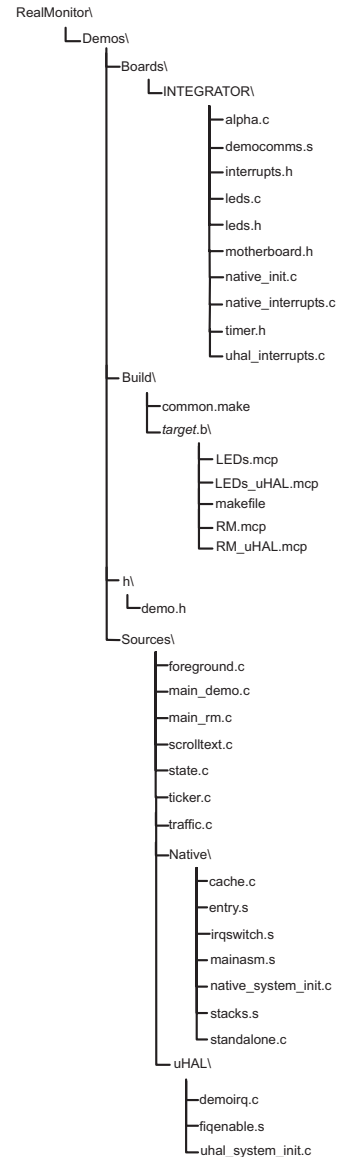 RealMonitor\
Demos\
Boards\
INTEGRATOR\
alpha.c
democomms.s
interrupts.h
leds.c
leds.h
motherboard.h
native_init.c
native_interrupts.c
timer.h
uhal_interrupts.c
Build\
common.make
target.b\
LEDs.mcp
LEDs_uHAL.mcp
makefile
RM.mcp
RM_uHAL.mcp
h\
demo.h
Sources\
foreground.c
main_demo.c
main_rm.c
scrolltext.c
state.c
ticker.c
traffic.c
Native\
cache.c
entry.s
irqswitch.s
mainasm.s
native_system_init.c
stacks.s
standalone.c
uHAL\
demoirq.c
fiqenable.s
uhal_system_init.c